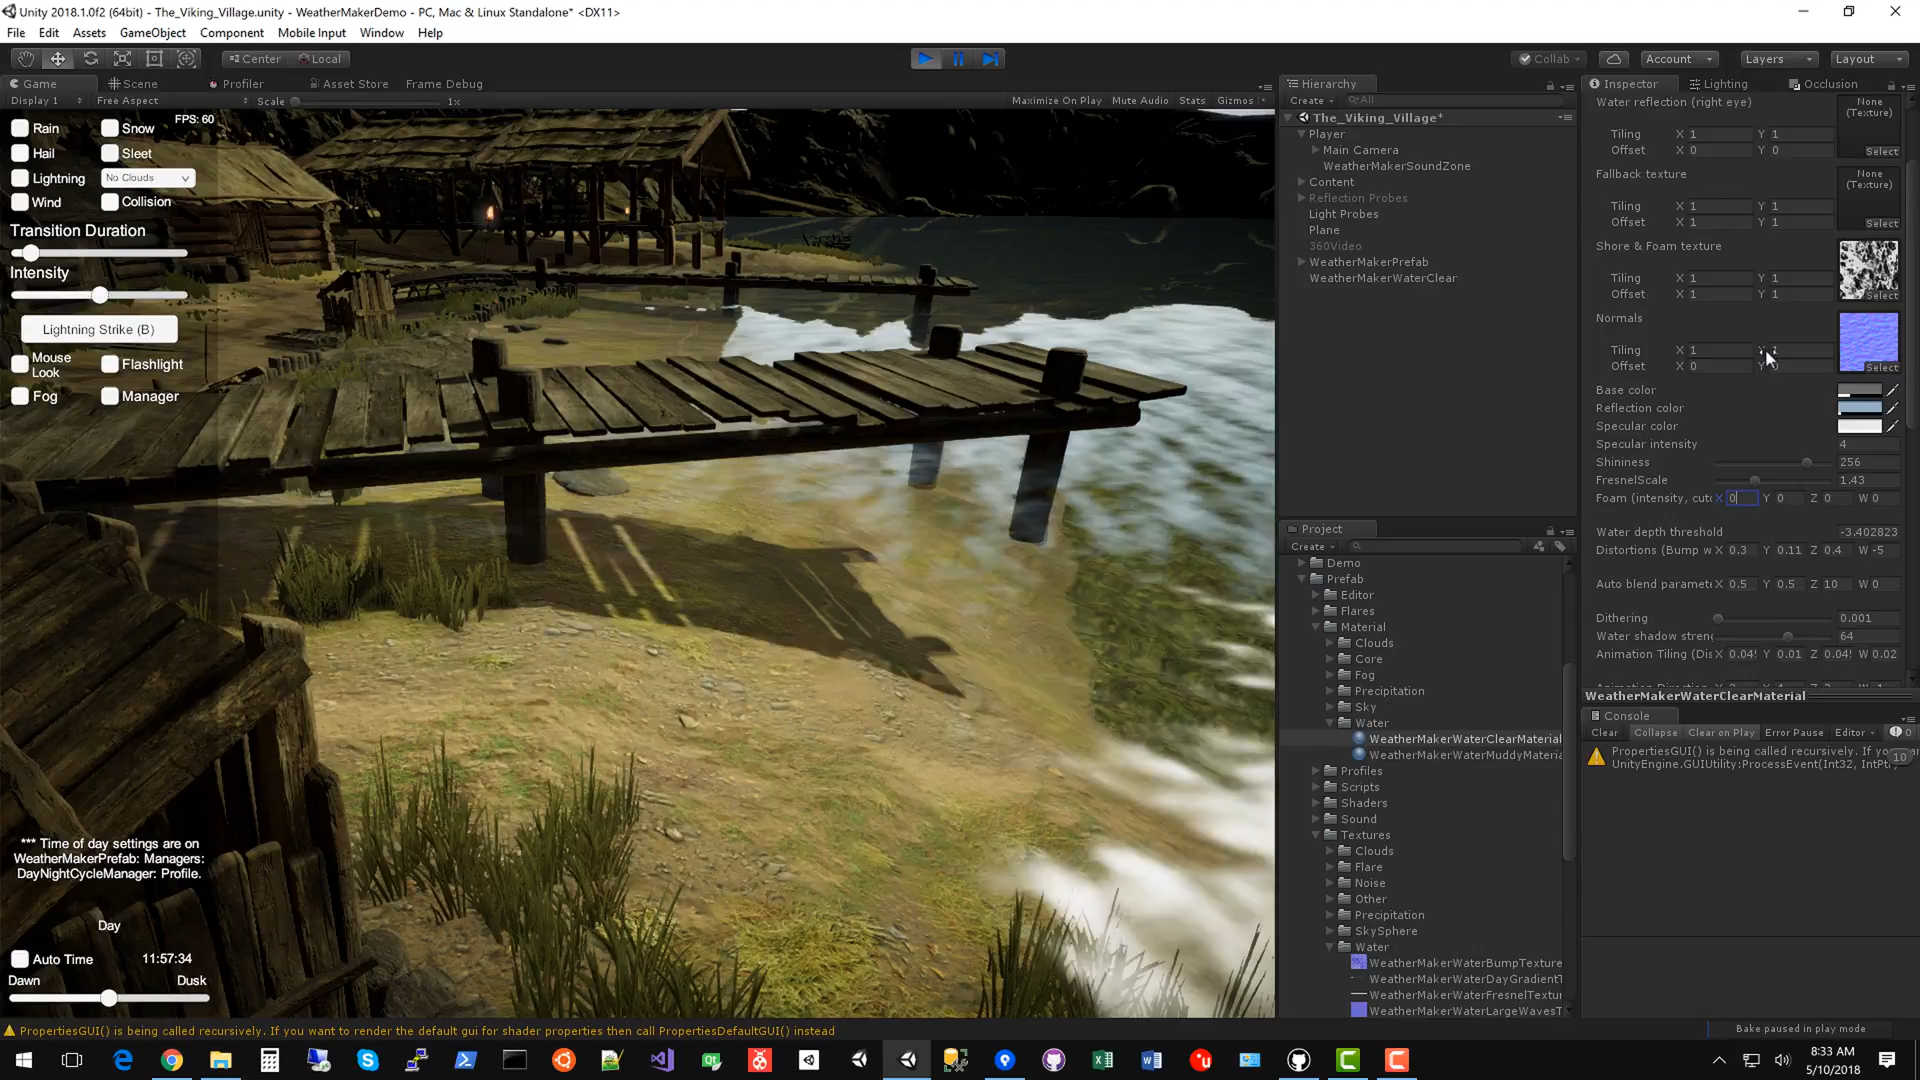 Unity 2018.1.0f2 (64bit) - The_Viking_Village.unity - WeatherMakerDemo - PC, Mac & Linux Standalone* <DX11>
File Edit Assets GameObject Component Mobile Input Window Help
Center Local
Collab Account Layers Layout
Game Scene Profiler Asset Store Frame Debug
Display 1 Free Aspect Scale 1x Maximize On Play Mute Audio Stats Gizmos
FPS: 60
Rain Snow
Hail Sleet
Lightning No Clouds
Wind Collision
Transition Duration
Intensity
Lightning Strike (B)
Mouse Look Flashlight
Fog Manager
*** Time of day settings are on
WeatherMakerPrefab: Managers:
DayNightCycleManager: Profile.
Day
Auto Time 11:57:34
Dawn Dusk
Hierarchy
Create All
The_Viking_Village*
Player
Main Camera
WeatherMakerSoundZone
Content
Reflection Probes
Light Probes
Plane
360Video
WeatherMakerPrefab
WeatherMakerWaterClear
Project
Create
Demo
Prefab
Editor
Flares
Material
Clouds
Core
Fog
Precipitation
Sky
Water
WeatherMakerWaterClearMaterial
WeatherMakerWaterMuddyMateria
Profiles
Scripts
Shaders
Sound
Textures
Clouds
Flare
Noise
Other
Precipitation
SkySphere
Water
WeatherMakerWaterBumpTexture
WeatherMakerWaterDayGradientT
WeatherMakerWaterFresnelTextur
WeatherMakerWaterLargeWavesT
Inspector Lighting Occlusion
Water reflection (right eye) None (Texture)
Tiling X 1 Y 1
Offset X 0 Y 0 Select
Fallback texture None (Texture)
Tiling X 1 Y 1
Offset X 1 Y 1 Select
Shore & Foam texture
Tiling X 1 Y 1
Offset X 1 Y 1 Select
Normals
Tiling X 1 Y 1
Offset X 0 Y 0 Select
Base color
Reflection color
Specular color
Specular intensity 4
Shininess 256
FresnelScale 1.43
Foam (intensity, cut X 0 Y 0 Z 0 W 0
Water depth threshold -3.402823
Distortions (Bump w X 0.3 Y 0.11 Z 0.4 W -5
Auto blend paramet X 0.5 Y 0.5 Z 10 W 0
Dithering 0.001
Water shadow stren 64
Animation Tiling (Di X 0.04 Y 0.01 Z 0.04 W 0.02
WeatherMakerWaterClearMaterial
Console
Clear Collapse Clear on Play Error Pause Editor 0
PropertiesGUI() is being called recursively. If you
UnityEngine.GUIUtility:ProcessEvent(Int32, IntPt 10
PropertiesGUI() is being called recursively. If you want to render the default gui for shader properties then call PropertiesDefaultGUI() instead
Bake paused in play mode
8:33 AM
5/10/2018